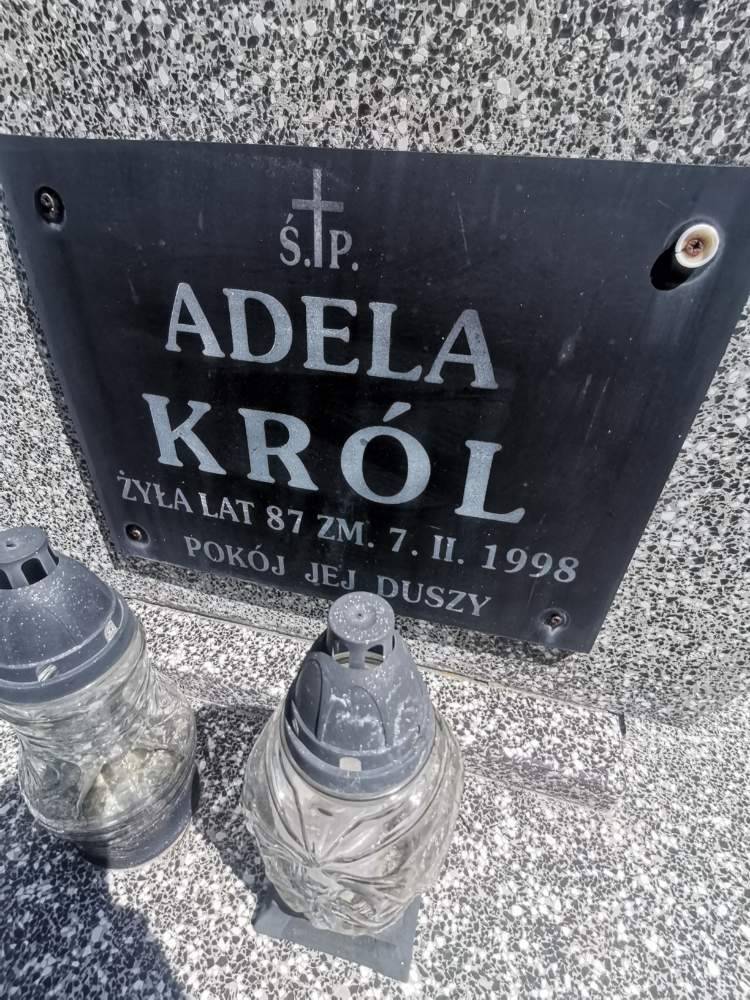 Ś.P.
ADELA
KRÓL
ŻYŁA LAT 87 ZM. 7. II. 1998
POKÓJ JEJ DUSZY